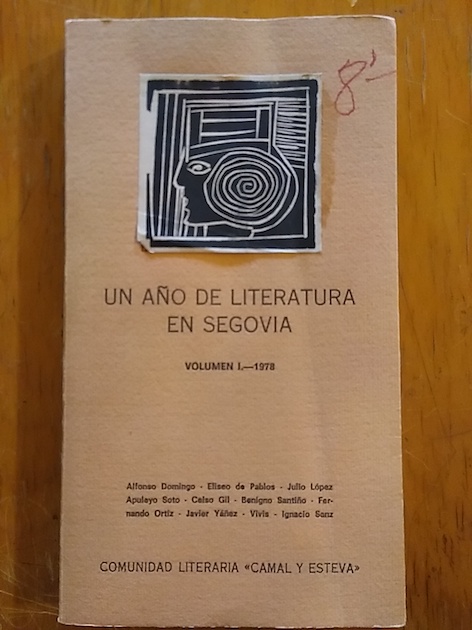 8'-
UN AÑO DE LITERATURA
EN SEGOVIA
VOLUMEN I.—1978
Alfonso Domingo - Eliseo de Pablos - Julio López
Apuleyo Soto - Celso Gil - Benigno Santiño - Fer-
nando Ortiz - Javier Yáñez - Vivis - Ignacio Sanz
COMUNIDAD LITERARIA «CAMAL Y ESTEVA»